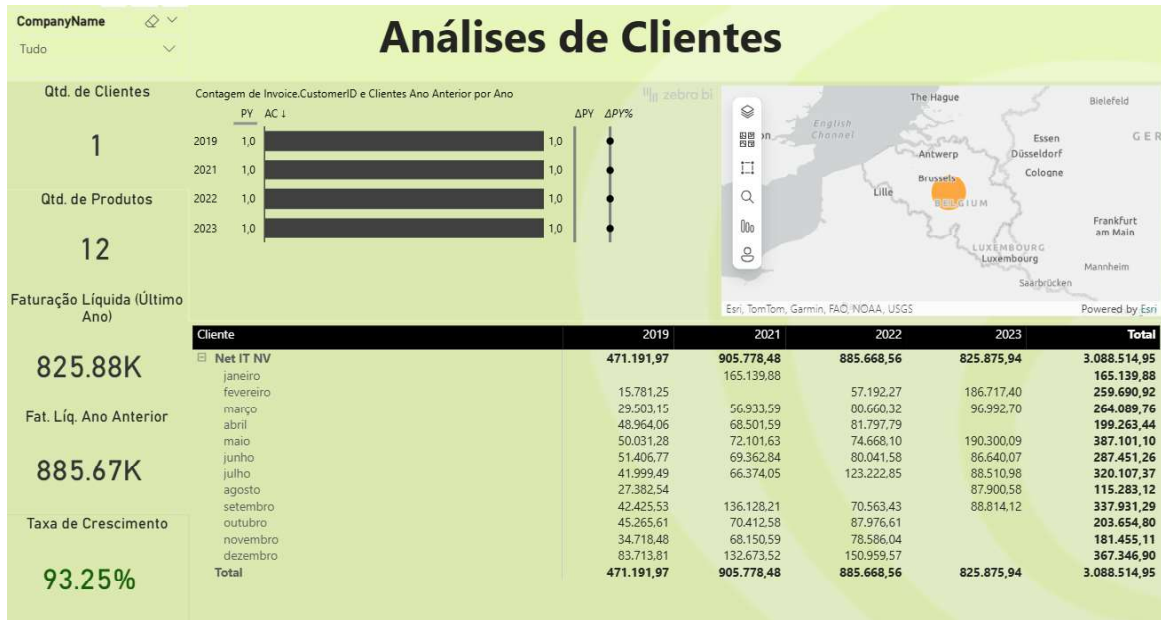 CompanyName
Tudo
Análises de Clientes
Qtd. de Clientes
1
Qtd. de Produtos
12
Faturação Líquida (Último
Ano)
825.88K
Fat. Líq. Ano Anterior
885.67K
Taxa de Crescimento
93.25%
Contagem de Invoice.CustomerID e Clientes Ano Anterior por Ano
zebra bi
PY AC ↓ ΔPY ΔPY%
2019 1,0 1,0
2021 1,0 1,0
2022 1,0 1,0
2023 1,0 1,0
The Hague
Bielefeld
English
Channel
on
Essen
GER
Antwerp
Düsseldorf
Brussels
Cologne
Lille
BELGIUM
Frankfurt
am Main
LUXEMBOURG
Luxembourg
Mannheim
Saarbrücken
Esri, TomTom, Garmin, FAO, NOAA, USGS
Powered by Esri
Cliente 2019 2021 2022 2023 Total
Net IT NV 471.191,97 905.778,48 885.668,56 825.875,94 3.088.514,95
janeiro 165.139,88 165.139,88
fevereiro 15.781,25 57.192,27 186.717,40 259.690,92
março 29.503,15 56.933,59 80.660,32 96.992,70 264.089,76
abril 48.964,06 68.501,59 81.797,79 199.263,44
maio 50.031,28 72.101,63 74.668,10 190.300,09 387.101,10
junho 51.406,77 69.362,84 80.041,58 86.640,07 287.451,26
julho 41.999,49 66.374,05 123.222,85 88.510,98 320.107,37
agosto 27.382,54 87.900,58 115.283,12
setembro 42.425,53 136.128,21 70.563,43 88.814,12 337.931,29
outubro 45.265,61 70.412,58 87.976,61 203.654,80
novembro 34.718,48 68.150,59 78.586,04 181.455,11
dezembro 83.713,81 132.673,52 150.959,57 367.346,90
Total 471.191,97 905.778,48 885.668,56 825.875,94 3.088.514,95